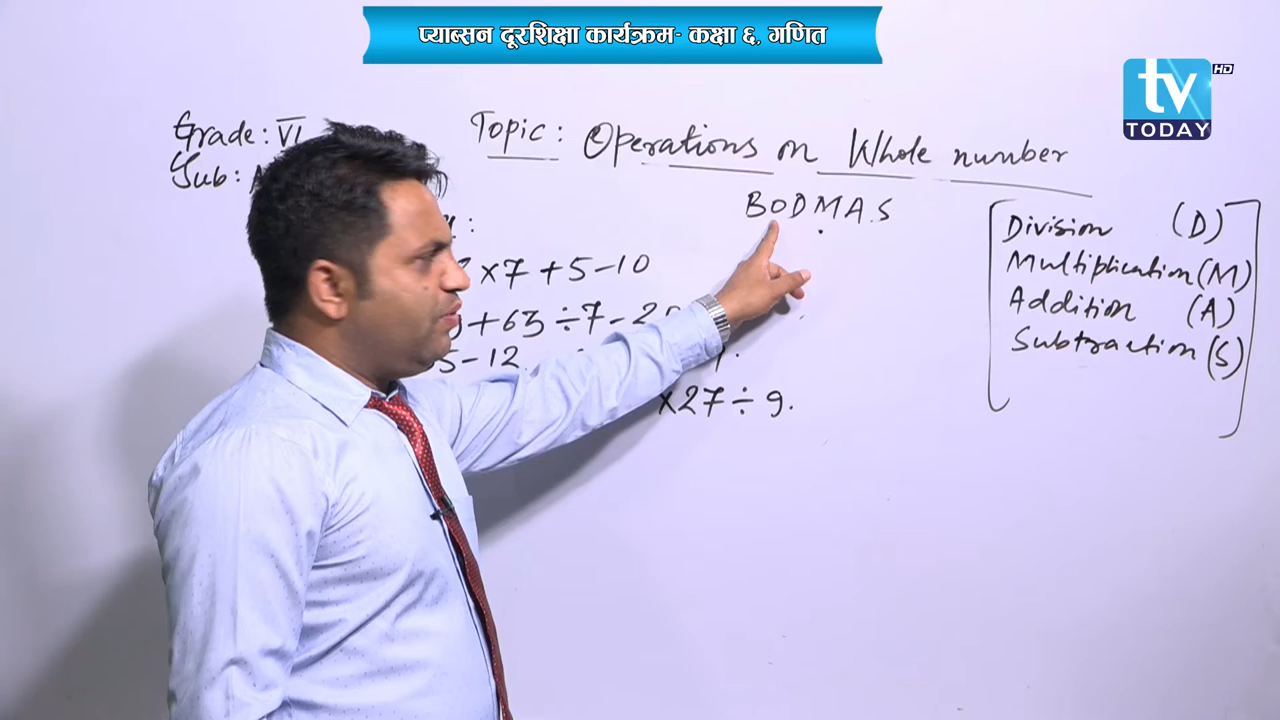 प्याब्सन दूरशिक्षा कार्यक्रम- कक्षा ६, गणित
tv HD
TODAY
Grade: VI
Topic: Operations on Whole number
Sub:
BODMAS
×7 +5-10
+63 ÷7-2
5-12
×27÷9.
Division (D)
Multiplication (M)
Addition (A)
Subtraction (S)